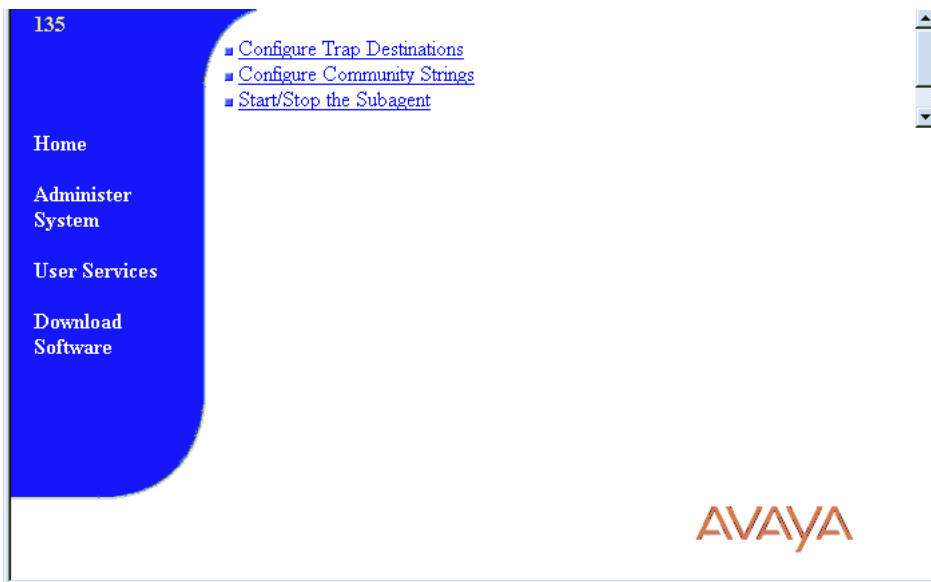 135
Configure Trap Destinations
Configure Community Strings
Start/Stop the Subagent
Home
Administer
System
User Services
Download
Software
AVAYA